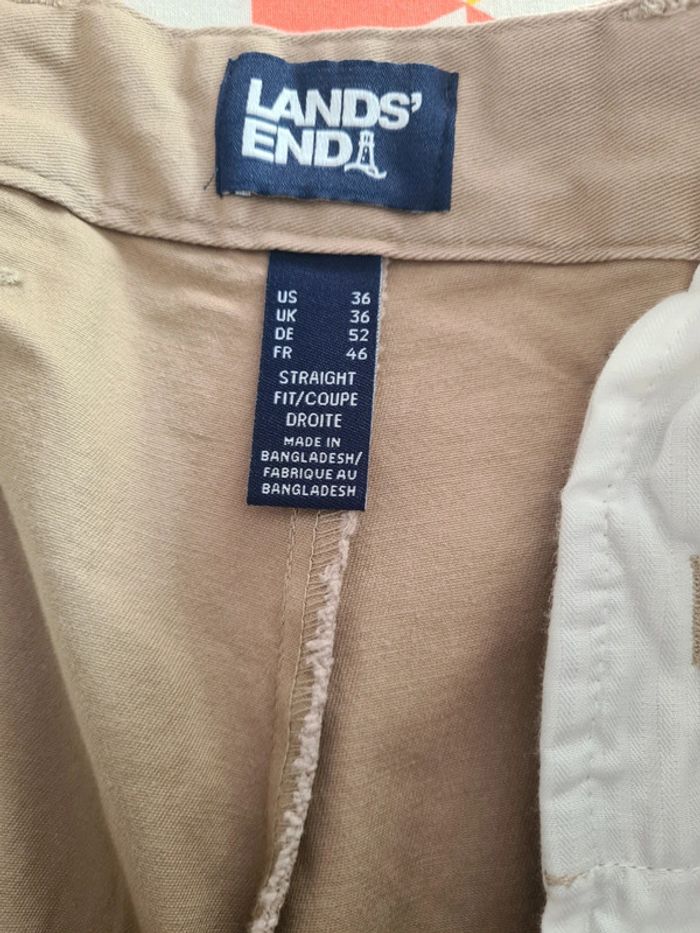 LANDS'
END
US 36
UK 36
DE 52
FR 46
STRAIGHT
FIT/COUPE
DROITE
MADE IN
BANGLADESH/
FABRIQUE AU
BANGLADESH